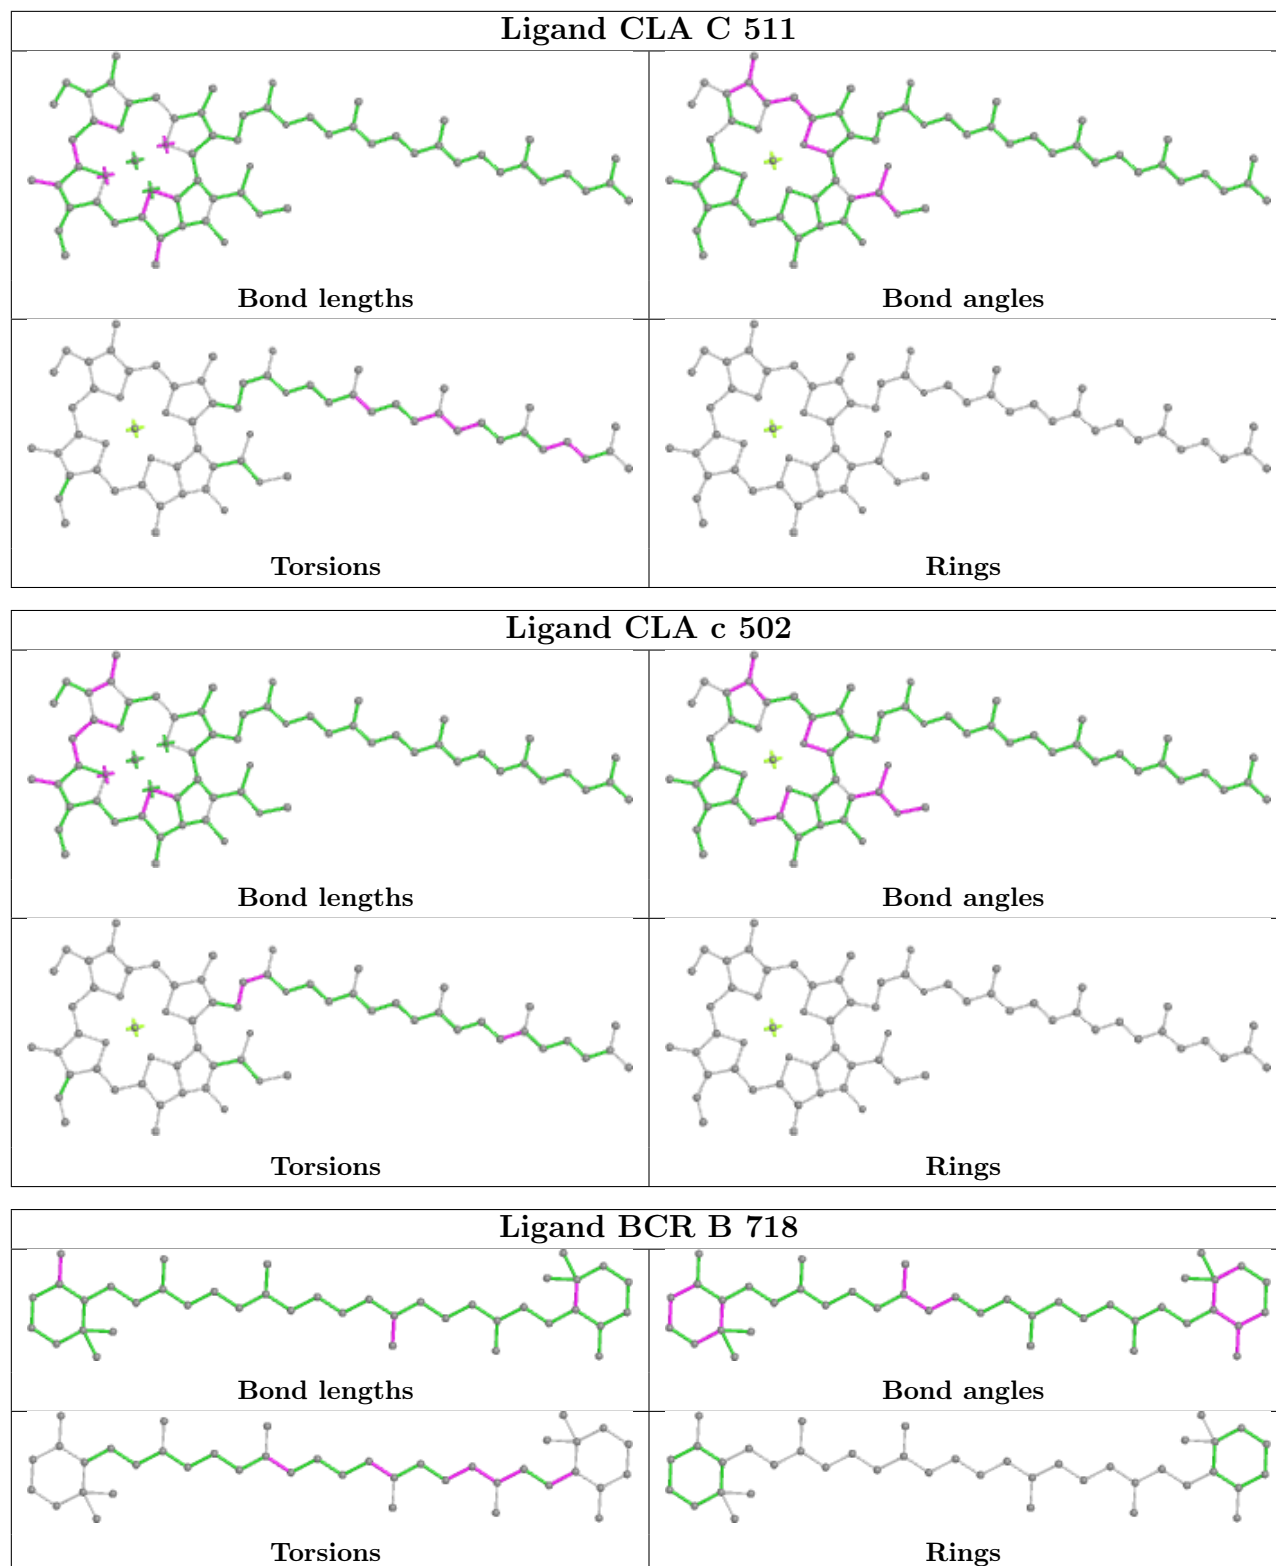 Ligand CLA C 511
Bond lengths
Bond angles
Torsions
Rings
Ligand CLA c 502
Bond lengths
Bond angles
Torsions
Rings
Ligand BCR B 718
Bond lengths
Bond angles
Torsions
Rings